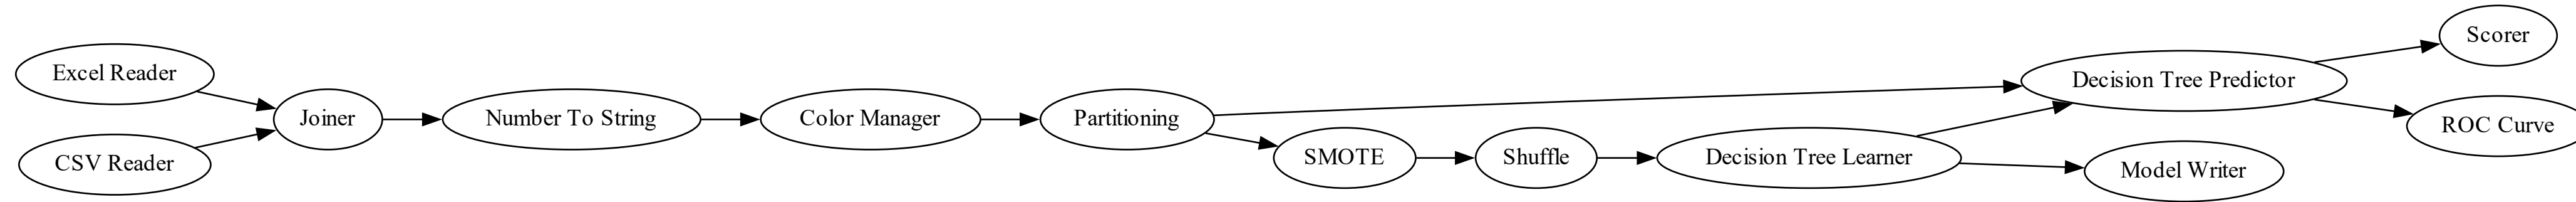 Excel Reader
CSV Reader
Joiner
Number To String
Color Manager
Partitioning
SMOTE
Shuffle
Decision Tree Learner
Decision Tree Predictor
Model Writer
Scorer
ROC Curve